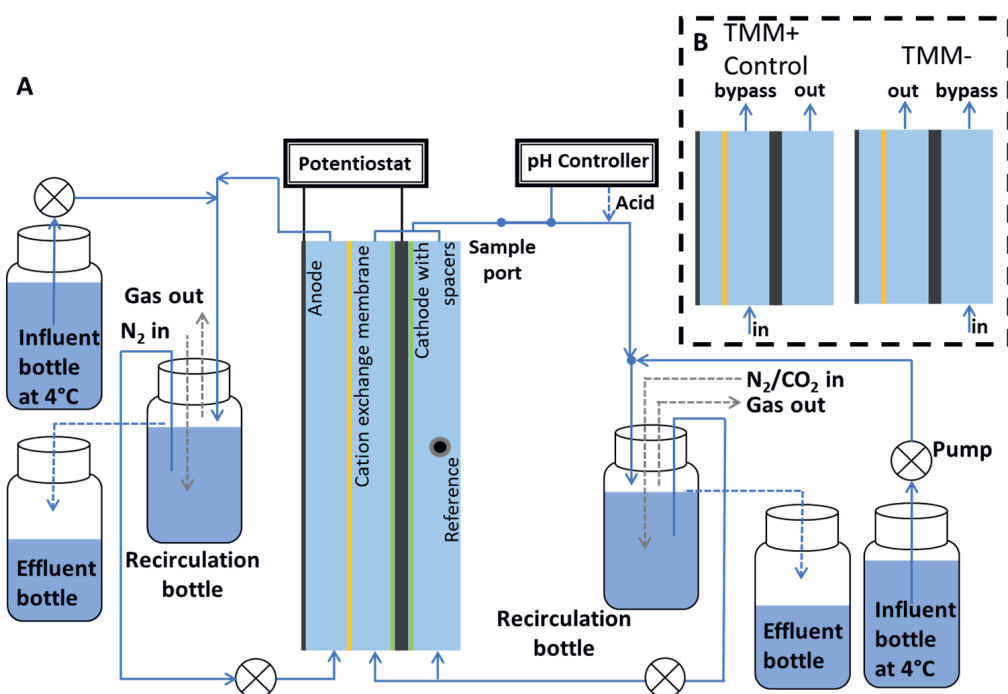 A
Potentiostat
pH Controller
Acid
Sample
port
Anode
Cation exchange membrane
Cathode with
spacers
Reference
Influent
bottle
at 4°C
Gas out
N₂ in
Effluent
bottle
Recirculation
bottle
N₂/CO₂ in
Gas out
Pump
Recirculation
bottle
Effluent
bottle
Influent
bottle
at 4°C
B
TMM+
Control
bypass
out
in
TMM-
out
bypass
in